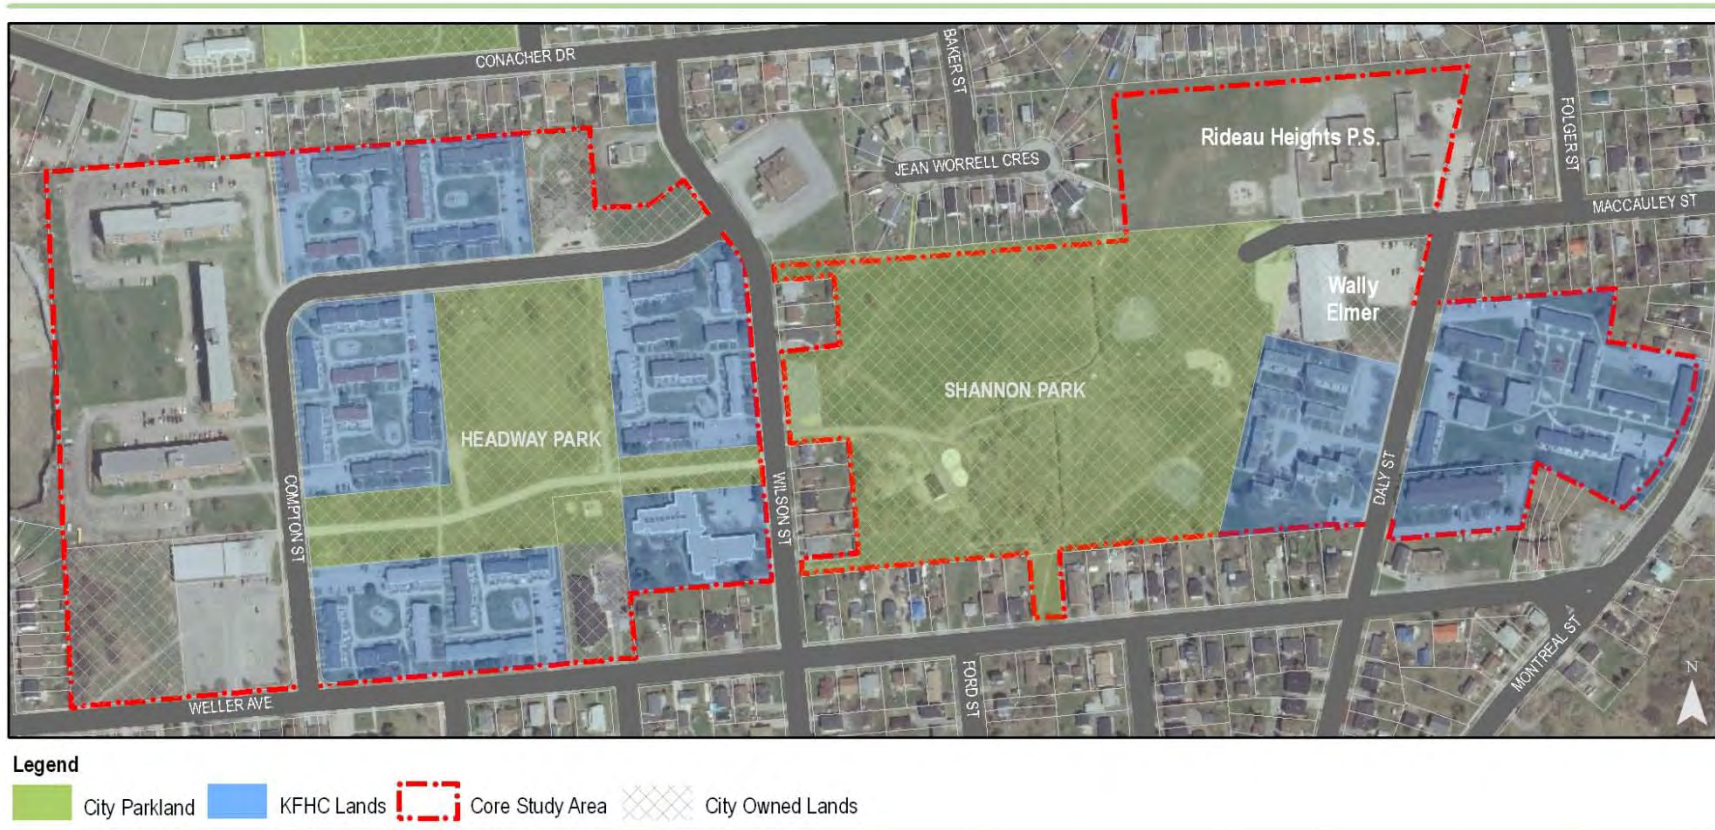 CONACHER DR
BAKER ST
FOLGER ST
Rideau Heights P.S.
JEAN WORRELL CRES
MACCAULEY ST
Wally
Elmer
SHANNON PARK
HEADWAY PARK
COMPTON ST
WILSON ST
DALY ST
WELLER AVE
FORD ST
MONTREAL ST
N
Legend
City Parkland KFHC Lands Core Study Area City Owned Lands